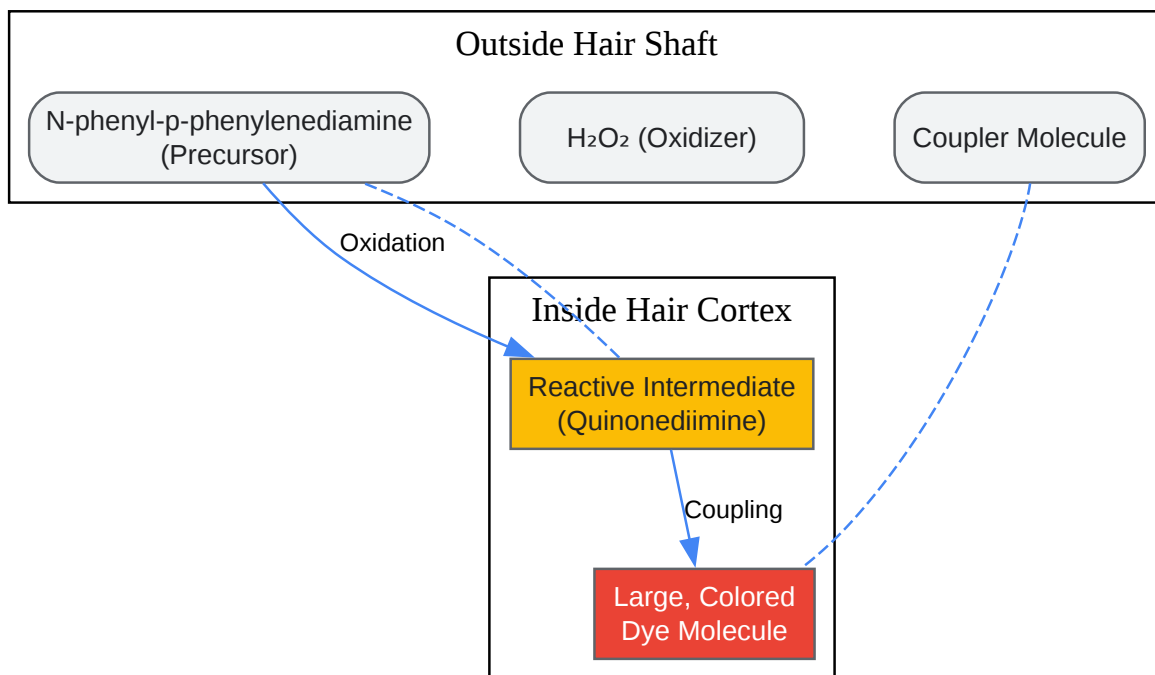 Outside Hair Shaft
N-phenyl-p-phenylenediamine
(Precursor)
H₂O₂ (Oxidizer)
Coupler Molecule
Oxidation
Inside Hair Cortex
Reactive Intermediate
(Quinonediimine)
Coupling
Large, Colored
Dye Molecule